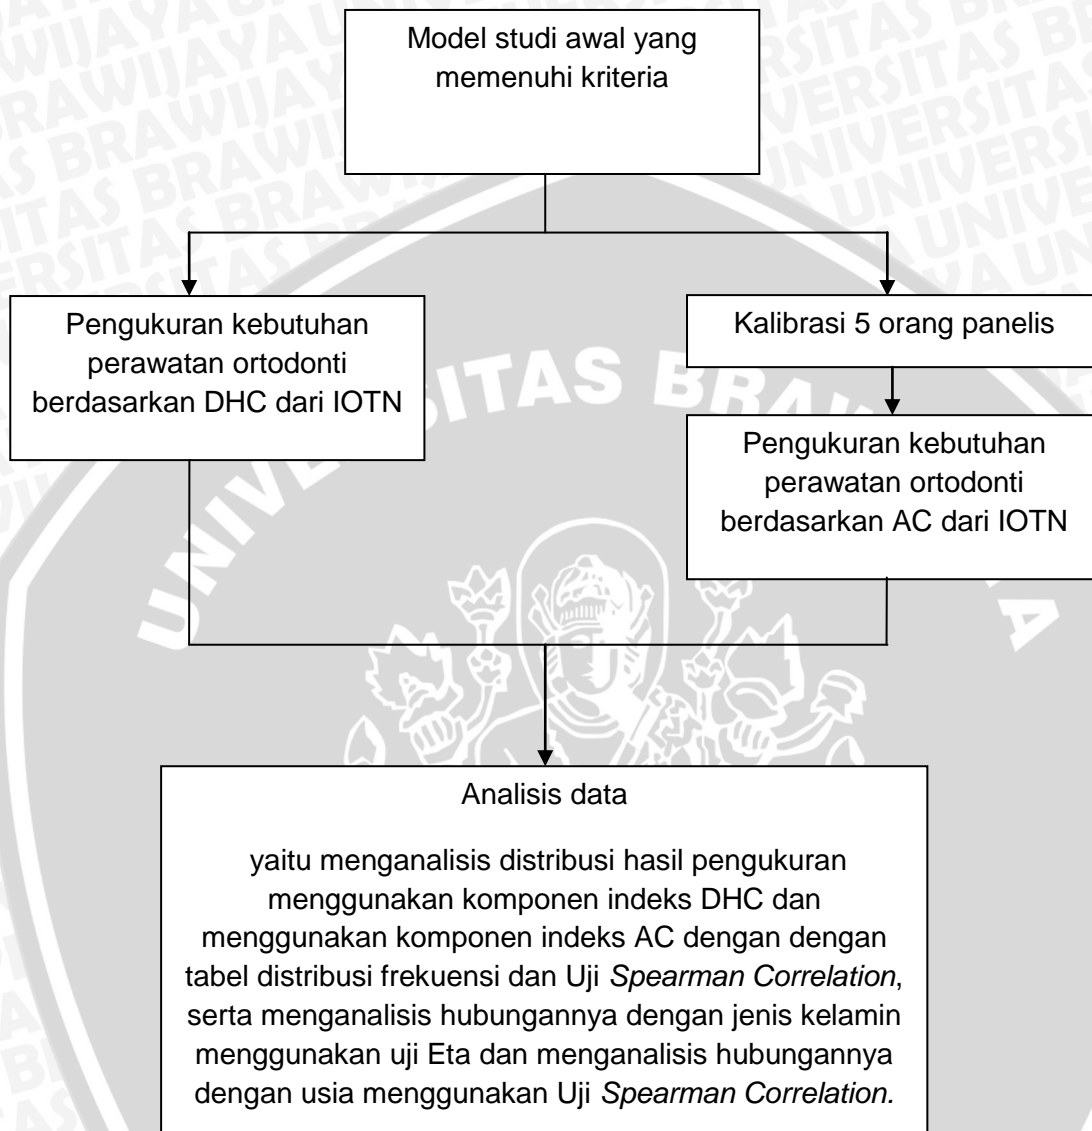 Model studi awal yang
memenuhi kriteria
Pengukuran kebutuhan
perawatan ortodonti
berdasarkan DHC dari IOTN
Kalibrasi 5 orang panelis
Pengukuran kebutuhan
perawatan ortodonti
berdasarkan AC dari IOTN
Analisis data
yaitu menganalisis distribusi hasil pengukuran
menggunakan komponen indeks DHC dan
menggunakan komponen indeks AC dengan dengan
tabel distribusi frekuensi dan Uji Spearman Correlation,
serta menganalisis hubungannya dengan jenis kelamin
menggunakan uji Eta dan menganalisis hubungannya
dengan usia menggunakan Uji Spearman Correlation.